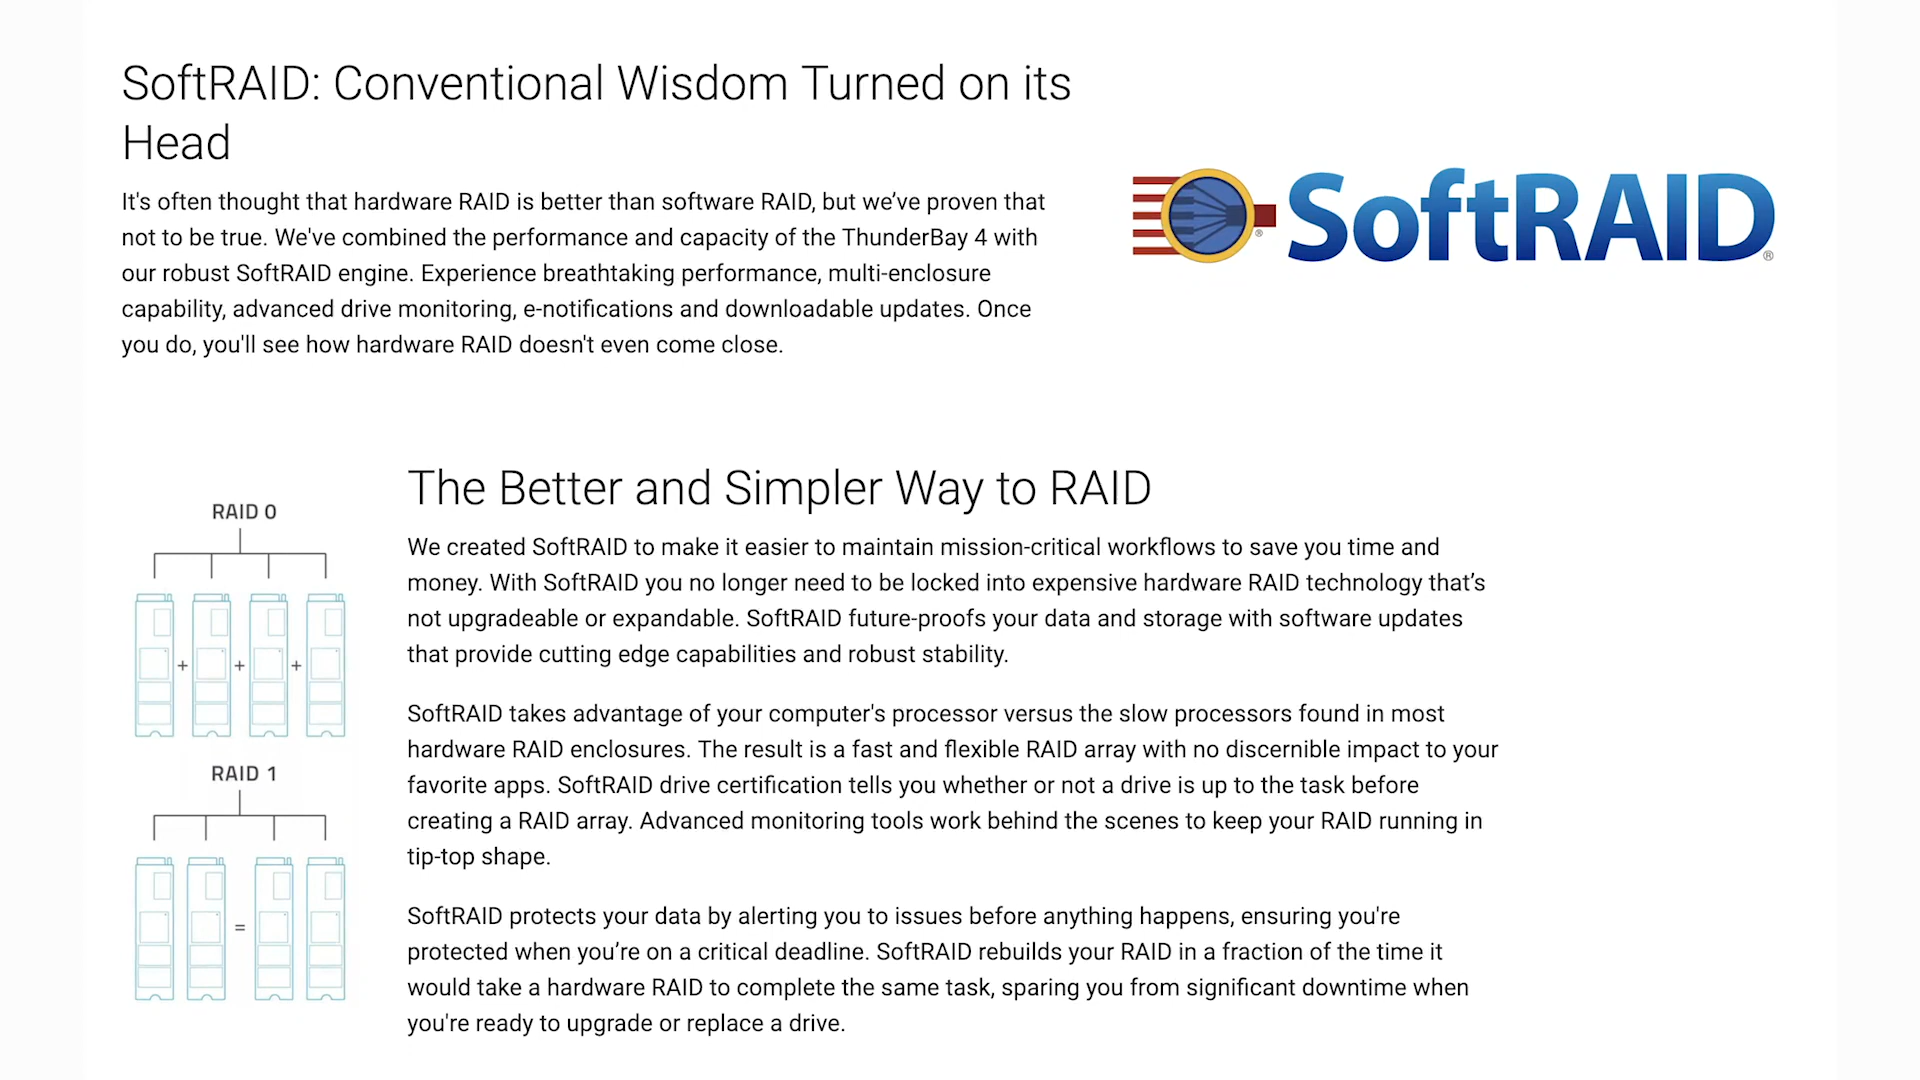 SoftRAID: Conventional Wisdom Turned on its
Head
It's often thought that hardware RAID is better than software RAID, but we’ve proven that
not to be true. We've combined the performance and capacity of the ThunderBay 4 with
our robust SoftRAID engine. Experience breathtaking performance, multi-enclosure
capability, advanced drive monitoring, e-notifications and downloadable updates. Once
you do, you'll see how hardware RAID doesn't even come close.
® SoftRAID®
RAID 0
+ + +
RAID 1
=
The Better and Simpler Way to RAID
We created SoftRAID to make it easier to maintain mission-critical workflows to save you time and
money. With SoftRAID you no longer need to be locked into expensive hardware RAID technology that’s
not upgradeable or expandable. SoftRAID future-proofs your data and storage with software updates
that provide cutting edge capabilities and robust stability.
SoftRAID takes advantage of your computer's processor versus the slow processors found in most
hardware RAID enclosures. The result is a fast and flexible RAID array with no discernible impact to your
favorite apps. SoftRAID drive certification tells you whether or not a drive is up to the task before
creating a RAID array. Advanced monitoring tools work behind the scenes to keep your RAID running in
tip-top shape.
SoftRAID protects your data by alerting you to issues before anything happens, ensuring you're
protected when you’re on a critical deadline. SoftRAID rebuilds your RAID in a fraction of the time it
would take a hardware RAID to complete the same task, sparing you from significant downtime when
you're ready to upgrade or replace a drive.